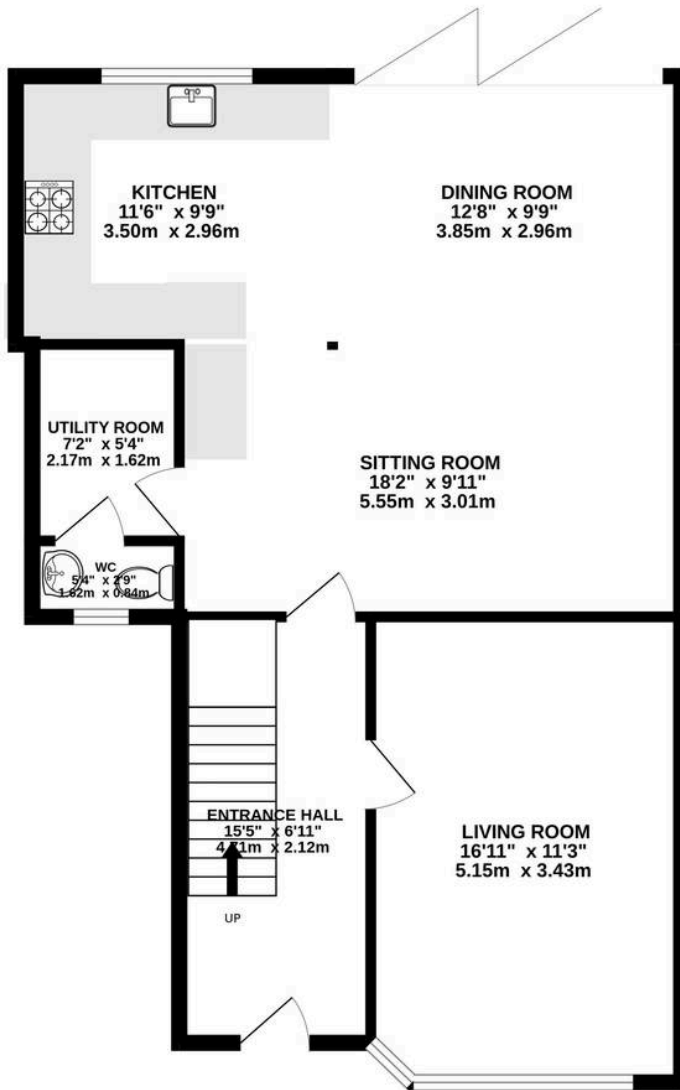 KITCHEN
11'6" x 9'9"
3.50m x 2.96m
DINING ROOM
12'8" x 9'9"
3.85m x 2.96m
UTILITY ROOM
7'2" x 5'4"
2.17m x 1.62m
SITTING ROOM
18'2" x 9'11"
5.55m x 3.01m
WC
5'4" x 2'9"
1.62m x 0.84m
ENTRANCE HALL
15'5" x 6'11"
4.71m x 2.12m
UP
LIVING ROOM
16'11" x 11'3"
5.15m x 3.43m